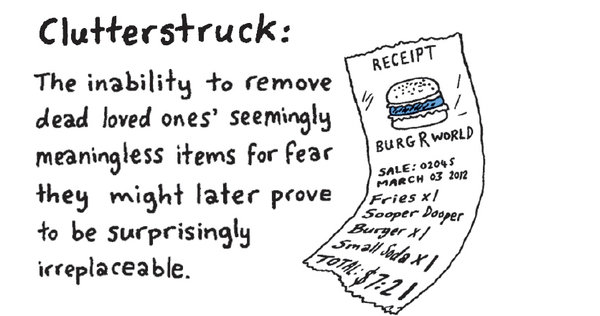 Clutterstruck:
The inability to remove
dead loved ones' seemingly
meaningless items for fear
they might later prove
to be surprisingly
irreplaceable.
RECEIPT
BURGRWORLD
SALE: 02045
MARCH 03 2012
Fries x1
Sooper Dooper
Burger x1
Small Soda x1
TOTAL: $7:21